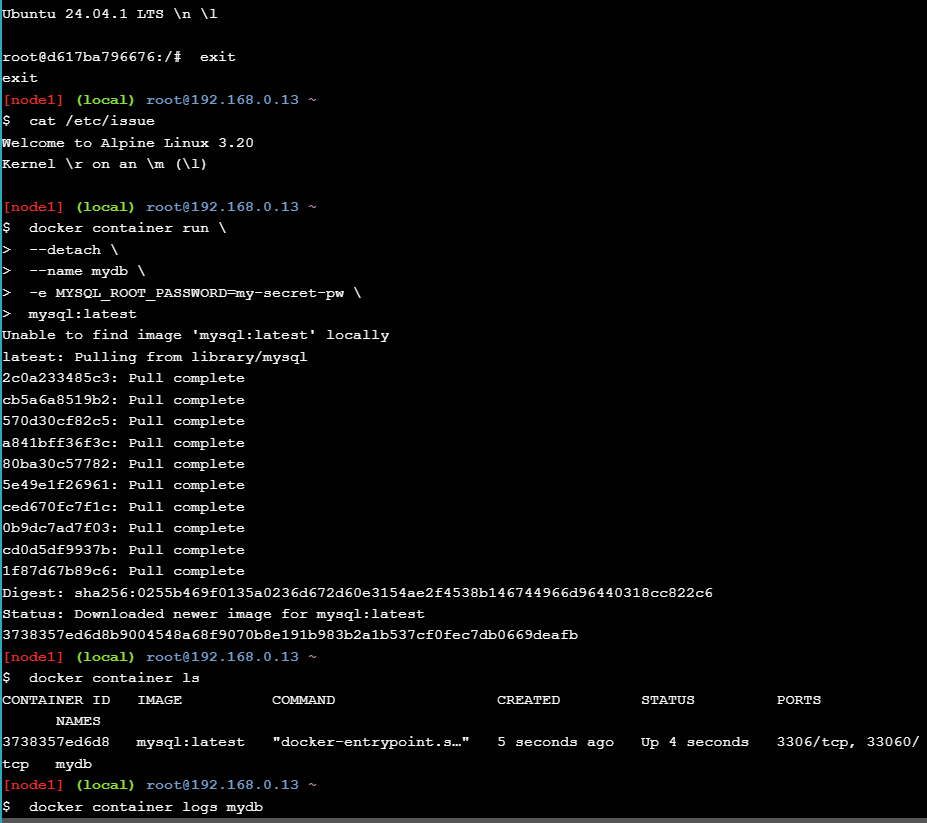 Ubuntu 24.04.1 LTS \n \l
root@d617ba796676:/#  exit
exit
[node1] (local) root@192.168.0.13 ~
$  cat /etc/issue
Welcome to Alpine Linux 3.20
Kernel \r on an \m (\l)
[node1] (local) root@192.168.0.13 ~
$  docker container run \
>  --detach \
>  --name mydb \
>  -e MYSQL_ROOT_PASSWORD=my-secret-pw \
>  mysql:latest
Unable to find image 'mysql:latest' locally
latest: Pulling from library/mysql
2c0a233485c3: Pull complete
cb5a6a8519b2: Pull complete
570d30cf82c5: Pull complete
a841bff36f3c: Pull complete
80ba30c57782: Pull complete
5e49e1f26961: Pull complete
ced670fc7f1c: Pull complete
0b9dc7ad7f03: Pull complete
cd0d5df9937b: Pull complete
1f87d67b89c6: Pull complete
Digest: sha256:0255b469f0135a0236d672d60e3154ae2f4538b146744966d96440318cc822c6
Status: Downloaded newer image for mysql:latest
3738357ed6d8b9004548a68f9070b8e191b983b2a1b537cf0fec7db0669deafb
[node1] (local) root@192.168.0.13 ~
$  docker container ls
CONTAINER ID   IMAGE          COMMAND                  CREATED         STATUS         PORTS
      NAMES
3738357ed6d8   mysql:latest   "docker-entrypoint.s…"   5 seconds ago   Up 4 seconds   3306/tcp, 33060/
tcp   mydb
[node1] (local) root@192.168.0.13 ~
$  docker container logs mydb